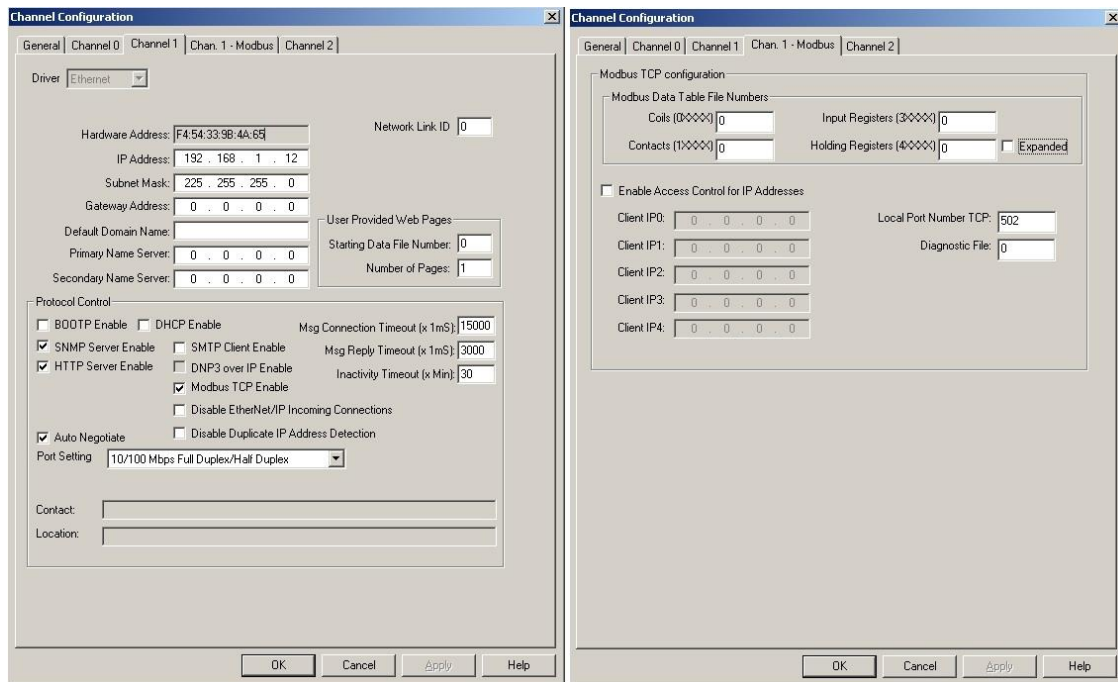 Channel Configuration
General Channel 0 Channel 1 Chan. 1 - Modbus Channel 2
Driver Ethernet
Hardware Address: F4:54:33:9B:4A:65
Network Link ID 0
IP Address: 192 . 168 . 1 . 12
Subnet Mask: 225 . 255 . 255 . 0
Gateway Address: 0 . 0 . 0 . 0
Default Domain Name:
Primary Name Server: 0 . 0 . 0 . 0
Secondary Name Server: 0 . 0 . 0 . 0
User Provided Web Pages
Starting Data File Number: 0
Number of Pages: 1
Protocol Control
BOOTP Enable DHCP Enable
SNMP Server Enable SMTP Client Enable
HTTP Server Enable DNP3 over IP Enable
Modbus TCP Enable
Disable EtherNet/IP Incoming Connections
Auto Negotiate Disable Duplicate IP Address Detection
Msg Connection Timeout (x 1mS): 15000
Msg Reply Timeout (x 1mS): 3000
Inactivity Timeout (x Min): 30
Port Setting 10/100 Mbps Full Duplex/Half Duplex
Contact:
Location:
OK Cancel Apply Help
Channel Configuration
General Channel 0 Channel 1 Chan. 1 - Modbus Channel 2
Modbus TCP configuration
Modbus Data Table File Numbers
Coils (0XXXX) 0 Input Registers (3XXXX) 0
Contacts (1XXXX) 0 Holding Registers (4XXXX) 0 Expanded
Enable Access Control for IP Addresses
Client IP0: 0 . 0 . 0 . 0
Client IP1: 0 . 0 . 0 . 0
Client IP2: 0 . 0 . 0 . 0
Client IP3: 0 . 0 . 0 . 0
Client IP4: 0 . 0 . 0 . 0
Local Port Number TCP: 502
Diagnostic File: 0
OK Cancel Apply Help